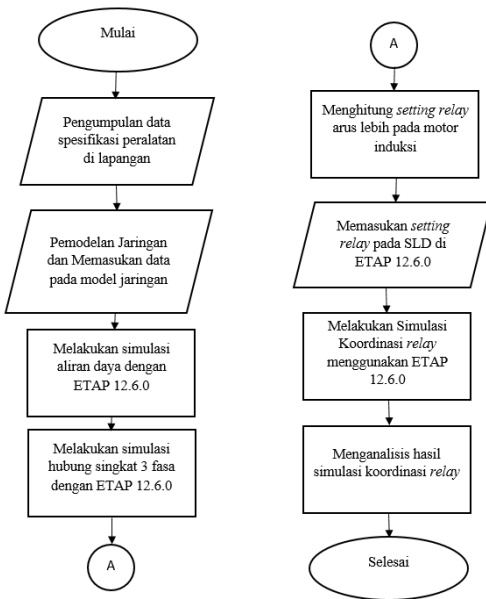 Mulai
Pengumpulan data
spesifikasi peralatan
di lapangan
Pemodelan Jaringan
dan Memasukan data
pada model jaringan
Melakukan simulasi
aliran daya dengan
ETAP 12.6.0
Melakukan simulasi
hubung singkat 3 fasa
dengan ETAP 12.6.0
A
A
Menghitung setting relay
arus lebih pada motor
induksi
Memasukan setting
relay pada SLD di
ETAP 12.6.0
Melakukan Simulasi
Koordinasi relay
menggunakan ETAP
12.6.0
Menganalisis hasil
simulasi koordinasi relay
Selesai